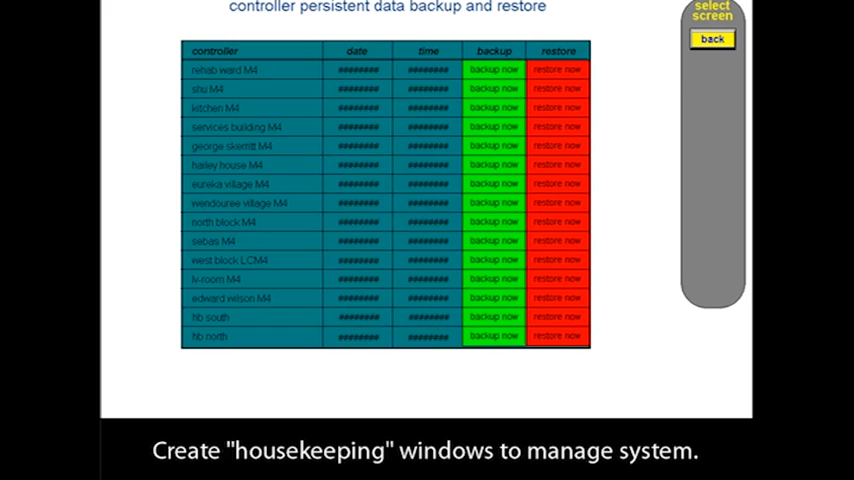 controller persistent data backup and restore
select
screen
back
controller date time backup restore
rehab ward M4 ######## ######## backup now restore now
shu M4 ######## ######## backup now restore now
kitchen M4 ######## ######## backup now restore now
services building M4 ######## ######## backup now restore now
george skerritt M4 ######## ######## backup now restore now
hailey house M4 ######## ######## backup now restore now
eureka village M4 ######## ######## backup now restore now
wendouree village M4 ######## ######## backup now restore now
north block M4 ######## ######## backup now restore now
sebas M4 ######## ######## backup now restore now
west block LCM4 ######## ######## backup now restore now
lv-room M4 ######## ######## backup now restore now
edward wilson M4 ######## ######## backup now restore now
hb south ######## ######## backup now restore now
hb north ######## ######## backup now restore now
Create "housekeeping" windows to manage system.